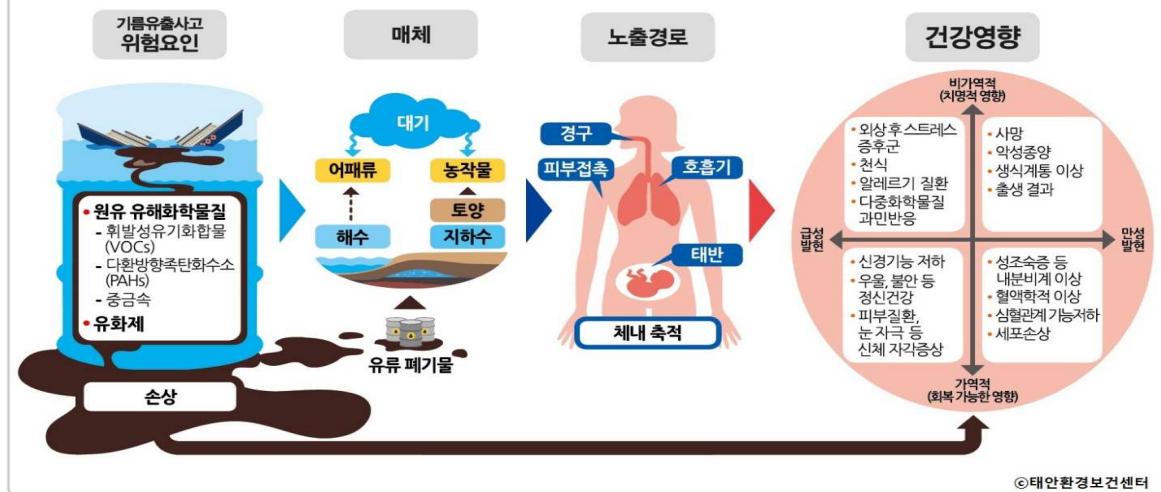 기름유출사고
위험요인
매체
노출경로
건강영향
• 원유 유해화학물질
- 휘발성유기화합물
(VOCs)
- 다환방향족탄화수소
(PAHs)
- 중금속
• 유화제
손상
대기
어패류
농작물
토양
해수
지하수
유류 폐기물
경구
피부접촉
호흡기
태반
체내 축적
비가역적
(치명적 영향)
• 외상 후 스트레스
증후군
• 천식
• 알레르기 질환
• 다중화학물질
과민반응
• 사망
• 악성종양
• 생식계통 이상
• 출생 결과
급성
발현
만성
발현
• 신경기능 저하
• 우울, 불안 등
정신건강
• 피부질환,
눈 자극 등
신체 자각증상
• 성조숙증 등
내분비계 이상
• 혈액학적 이상
• 심혈관계 기능저하
• 세포손상
가역적
(회복 가능한 영향)
©태안환경보건센터